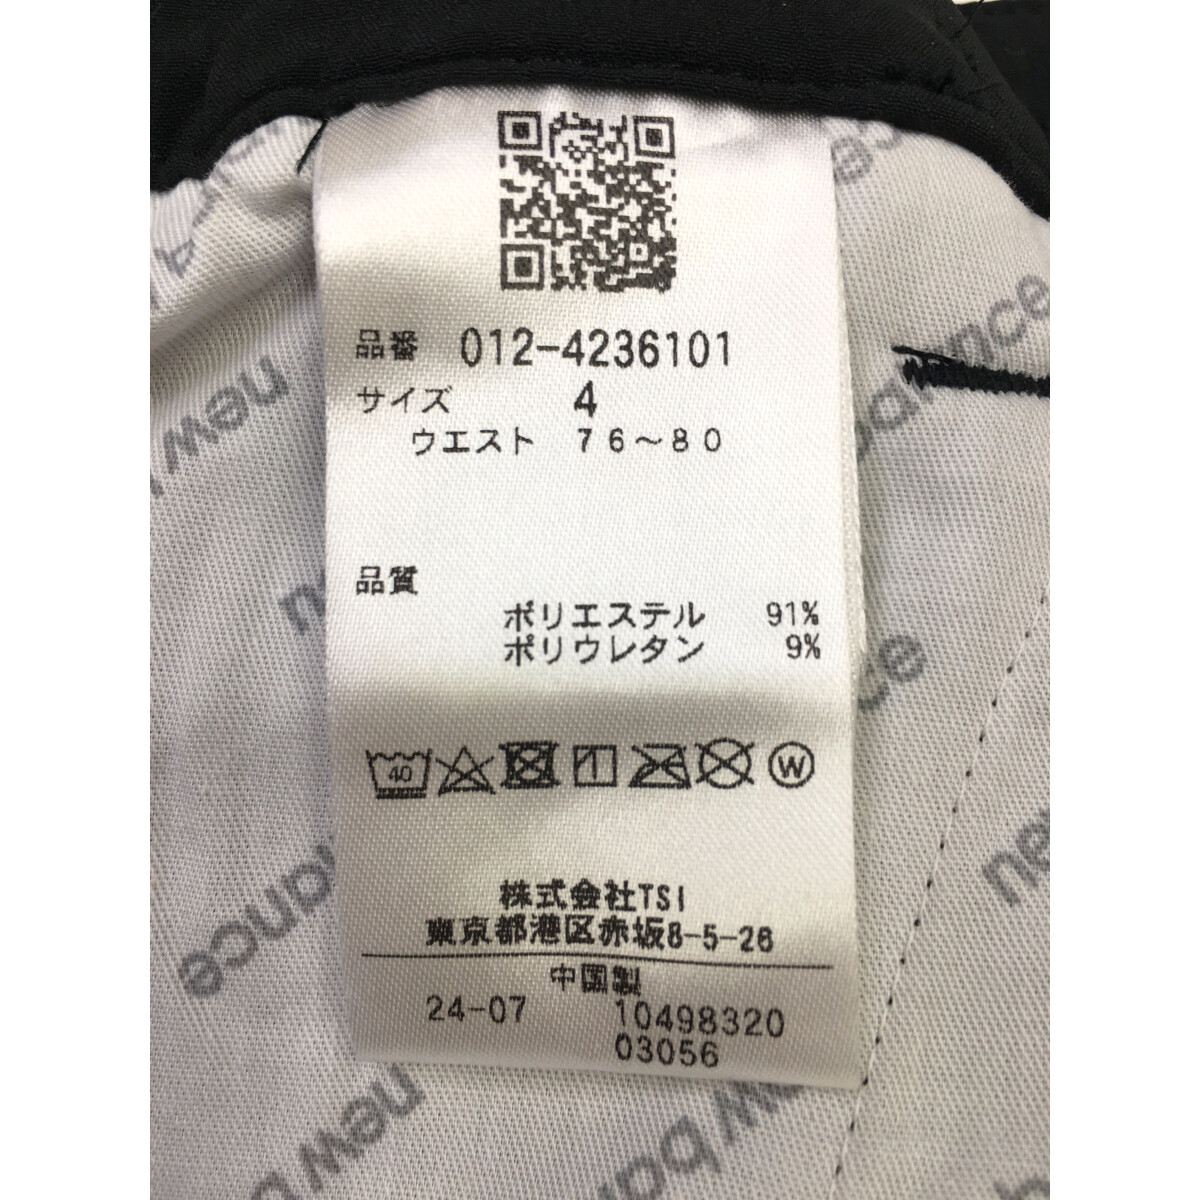 品番 012-4236101
サイズ 4
ウエスト 76～80
品質
ポリエステル 91%
ポリウレタン 9%
40
W
株式会社TSI
東京都港区赤坂8-5-26
中国製
24-07 10498320
03056
new
balance
new
balance
new balance